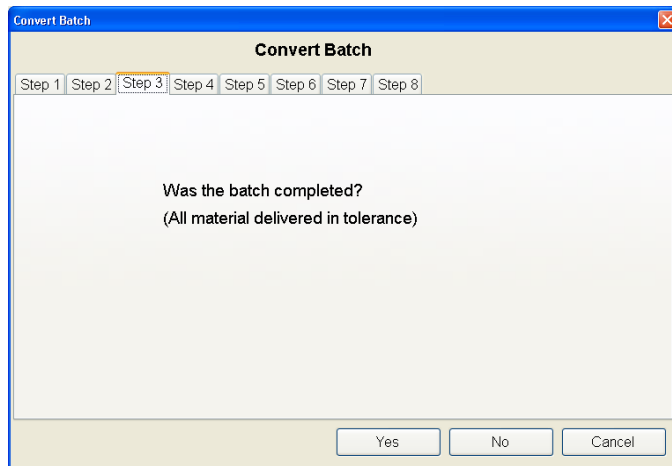 Convert Batch
Convert Batch
Step 1 Step 2 Step 3 Step 4 Step 5 Step 6 Step 7 Step 8
Was the batch completed?
(All material delivered in tolerance)
Yes No Cancel